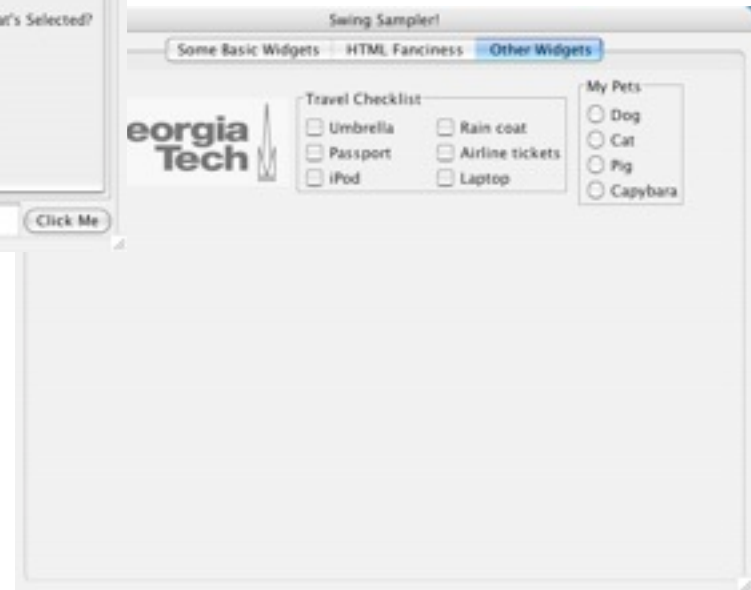 at's Selected?
Click Me
Swing Sampler!
Some Basic Widgets HTML Fanciness Other Widgets
eorgia
Tech
Travel Checklist
Umbrella Rain coat
Passport Airline tickets
iPod Laptop
My Pets
Dog
Cat
Pig
Capybara